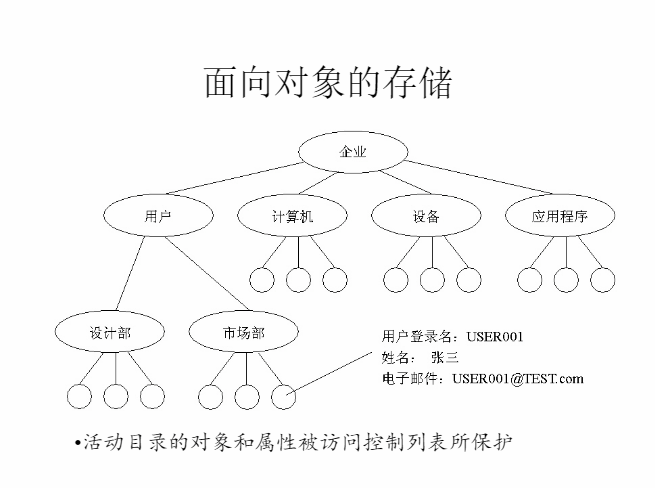 面向对象的存储
企业
用户
计算机
设备
应用程序
设计部
市场部
用户登录名：USER001
姓名： 张三
电子邮件：USER001@TEST.com
•活动目录的对象和属性被访问控制列表所保护